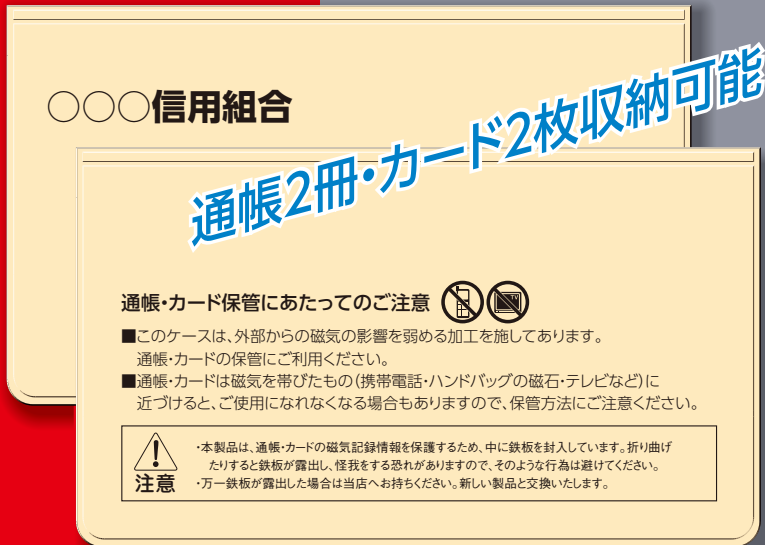 ○○○信用組合
通帳2冊・カード2枚収納可能
通帳・カード保管にあたってのご注意
TV
■このケースは、外部からの磁気の影響を弱める加工を施してあります。
通帳・カードの保管にご利用ください。
■通帳・カードは磁気を帯びたもの(携帯電話・ハンドバッグの磁石・テレビなど)に
近づけると、ご使用になれなくなる場合もありますので、保管方法にご注意ください。
注意
・本製品は、通帳・カードの磁気記録情報を保護するため、中に鉄板を封入しています。折り曲げ
たりすると鉄板が露出し、怪我をする恐れがありますので、そのような行為は避けてください。
・万一鉄板が露出した場合は当店へお持ちください。新しい製品と交換いたします。